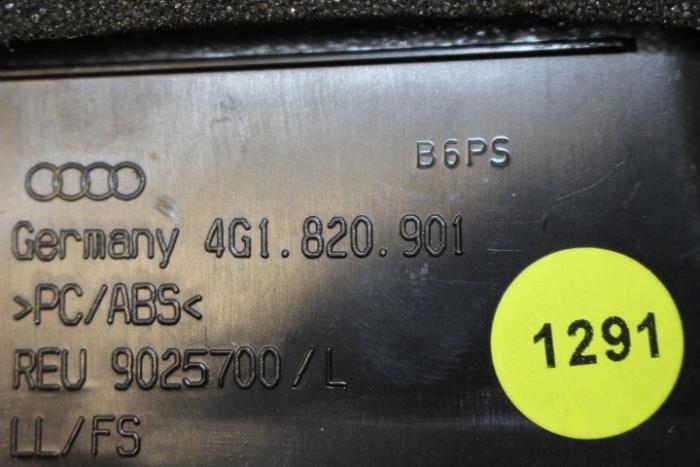 B6PS
Germany 4G1.820.901
>PC/ABS<
REU 9025700/L
LL/FS
1291